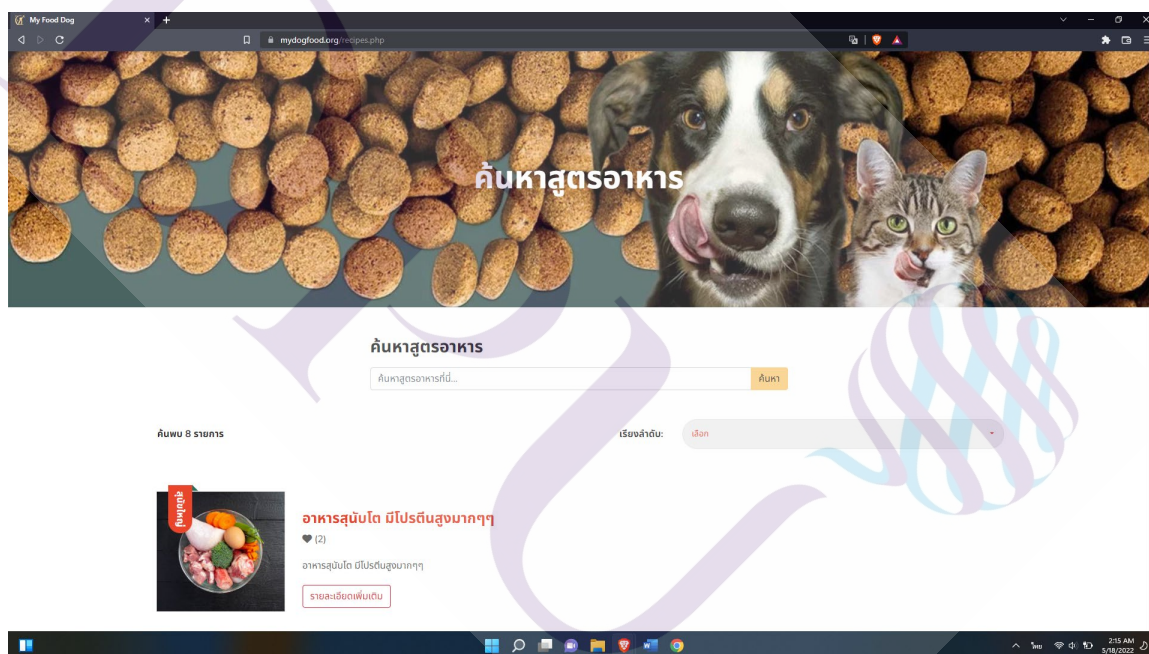 My Food Dog
mydogfood.org/recipes.php
ค้นหาสูตรอาหาร
ค้นหาสูตรอาหาร
ค้นหาสูตรอาหารที่นี่...
ค้นหา
ค้นพบ 8 รายการ
เรียงลำดับ:
เลือก
สุนัขใหญ่
อาหารสุนัขโต มีโปรตีนสูงมากๆๆ
(2)
อาหารสุนัขโต มีโปรตีนสูงมากๆๆ
รายละเอียดเพิ่มเติม
ไทย
2:15 AM
5/18/2022